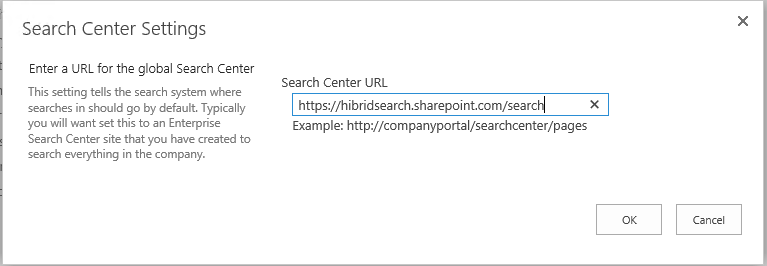 Search Center Settings
Enter a URL for the global Search Center
This setting tells the search system where
searches in should go by default. Typically
you will want set this to an Enterprise
Search Center site that you have created to
search everything in the company.
Search Center URL
https://hibridsearch.sharepoint.com/search
Example: http://companyportal/searchcenter/pages
OK
Cancel